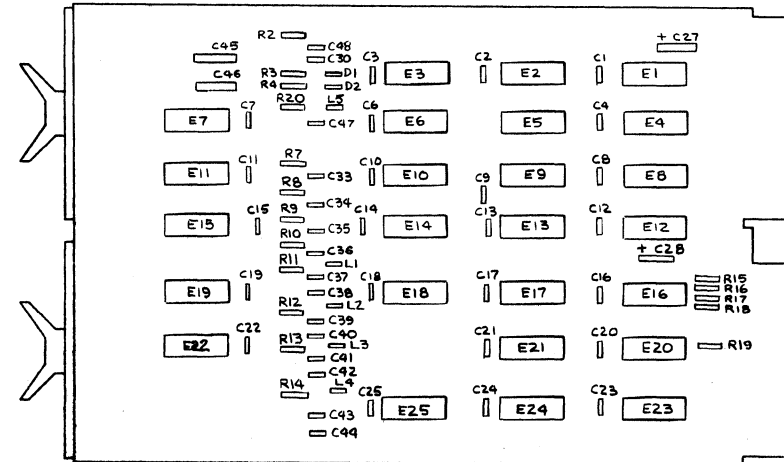 R2
C48
C30
C45
C46
R3
R4
D1
D2
R20
L5
C47
C3
E3
C2
E2
C1
+ C27
E1
E7
C7
C6
E6
E5
C4
E4
E11
C11
R7
R8
C33
C10
E10
C9
E9
C8
E8
E15
C15
R9
R10
C34
C35
C14
E14
C13
E13
C12
E12
+ C28
R11
C36
L1
C37
E19
C19
R12
C38
L2
C39
C18
E18
C17
E17
C16
E16
R15
R16
R17
R18
E22
C22
R13
C40
L3
C41
C21
E21
C20
E20
R19
R14
C42
L4
C43
C44
C25
E25
C24
E24
C23
E23